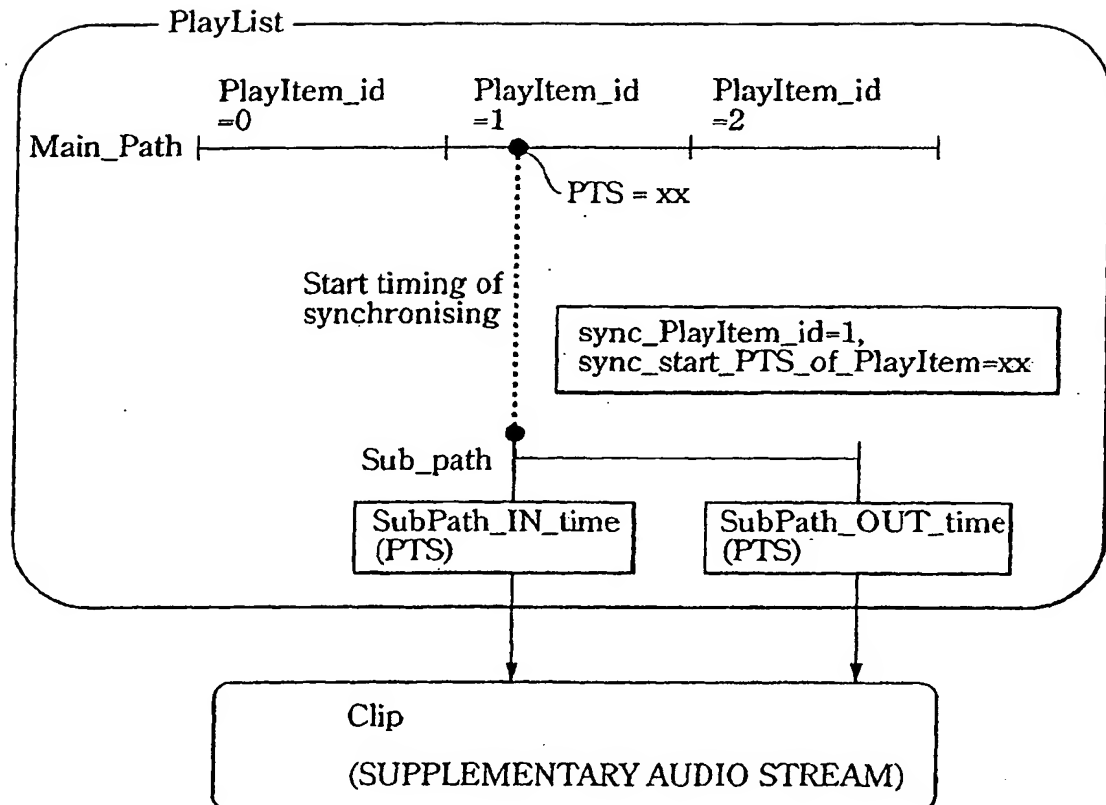 PlayList
PlayItem_id
=0
PlayItem_id
=1
PlayItem_id
=2
Main_Path
PTS = xx
Start timing of
synchronising
sync_PlayItem_id=1,
sync_start_PTS_of_PlayItem=xx
Sub_path
SubPath_IN_time
(PTS)
SubPath_OUT_time
(PTS)
Clip
(SUPPLEMENTARY AUDIO STREAM)